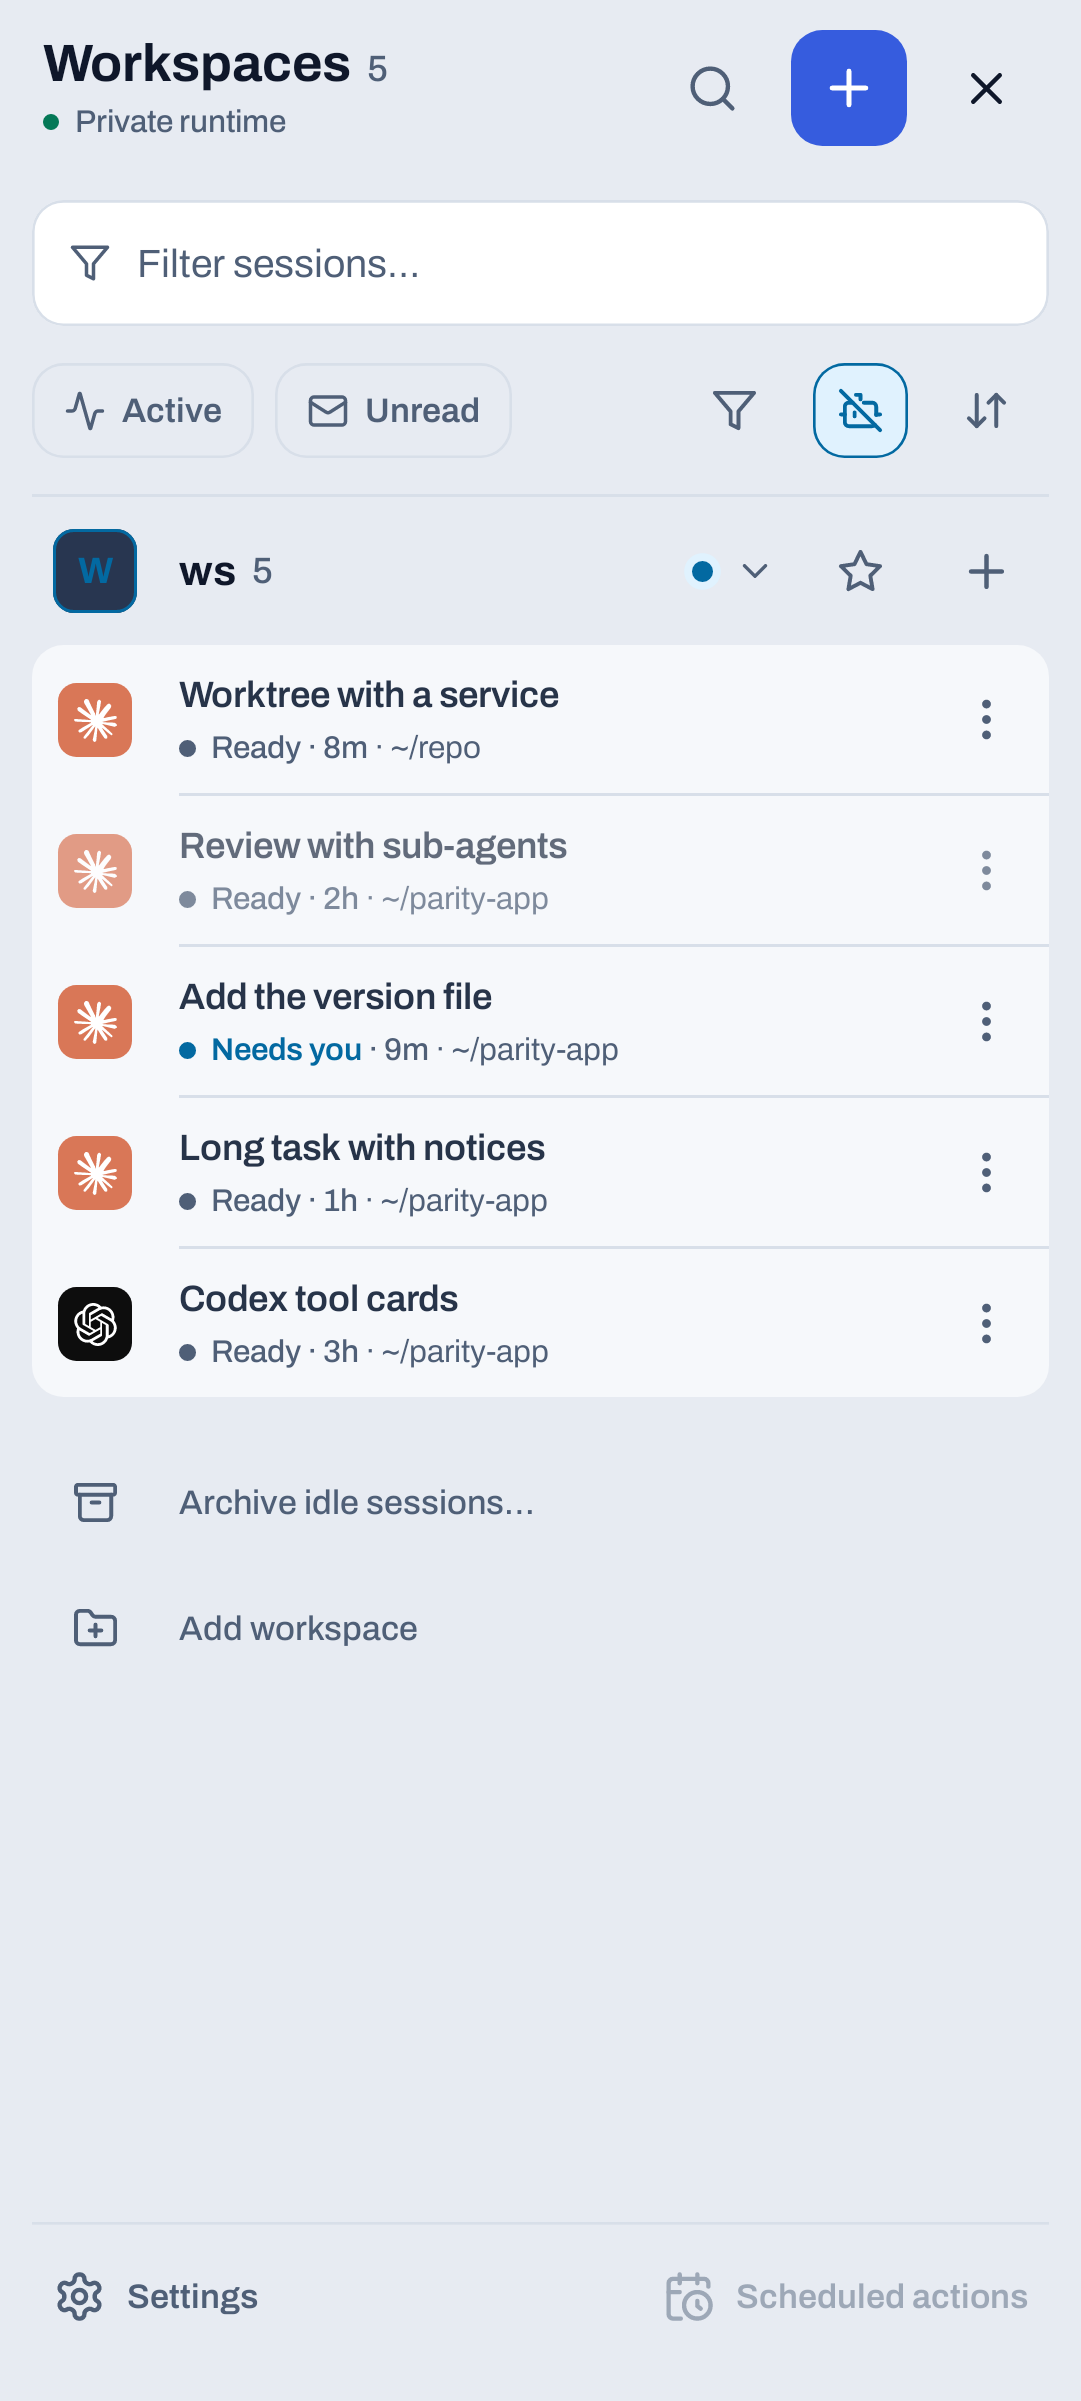 Workspaces 5
Private runtime
Filter sessions...
Active
Unread
W
ws 5
Worktree with a service
Ready · 8m · ~/repo
Review with sub-agents
Ready · 2h · ~/parity-app
Add the version file
Needs you · 9m · ~/parity-app
Long task with notices
Ready · 1h · ~/parity-app
Codex tool cards
Ready · 3h · ~/parity-app
Archive idle sessions...
Add workspace
Settings
Scheduled actions